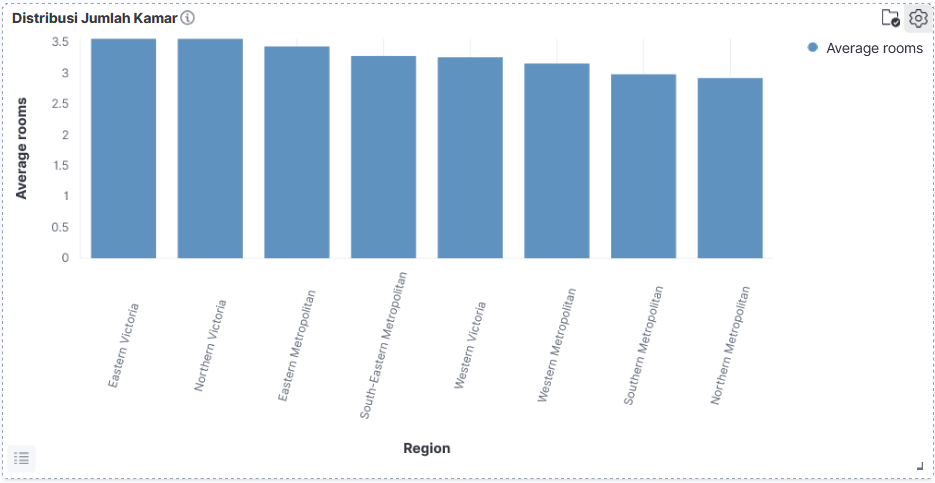 Distribusi Jumlah Kamar
Average rooms
3.5
3
2.5
2
1.5
1
0.5
0
Average rooms
Eastern Victoria
Northern Victoria
Eastern Metropolitan
South-Eastern Metropolitan
Western Victoria
Western Metropolitan
Southern Metropolitan
Northern Metropolitan
Region